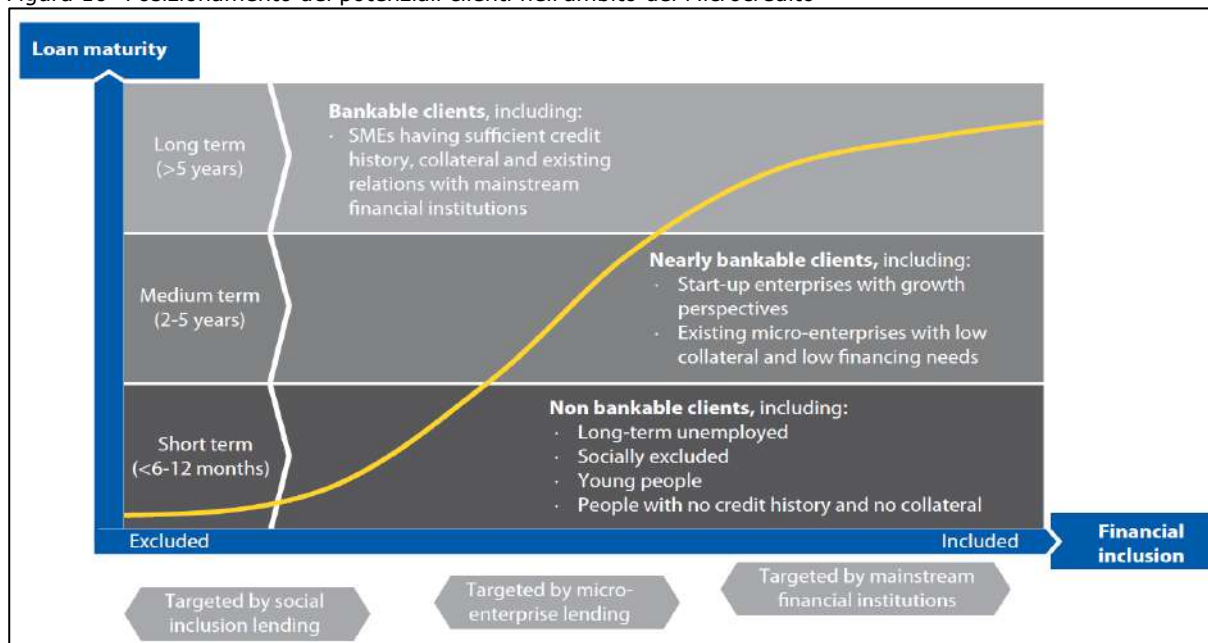 Loan maturity
Long term
(>5 years)
Bankable clients, including:
· SMEs having sufficient credit
history, collateral and existing
relations with mainstream
financial institutions
Medium term
(2-5 years)
Nearly bankable clients, including:
· Start-up enterprises with growth
perspectives
· Existing micro-enterprises with low
collateral and low financing needs
Short term
(<6-12 months)
Non bankable clients, including:
· Long-term unemployed
· Socially excluded
· Young people
· People with no credit history and no collateral
Excluded
Included
Financial
inclusion
Targeted by social
inclusion lending
Targeted by micro-
enterprise lending
Targeted by mainstream
financial institutions